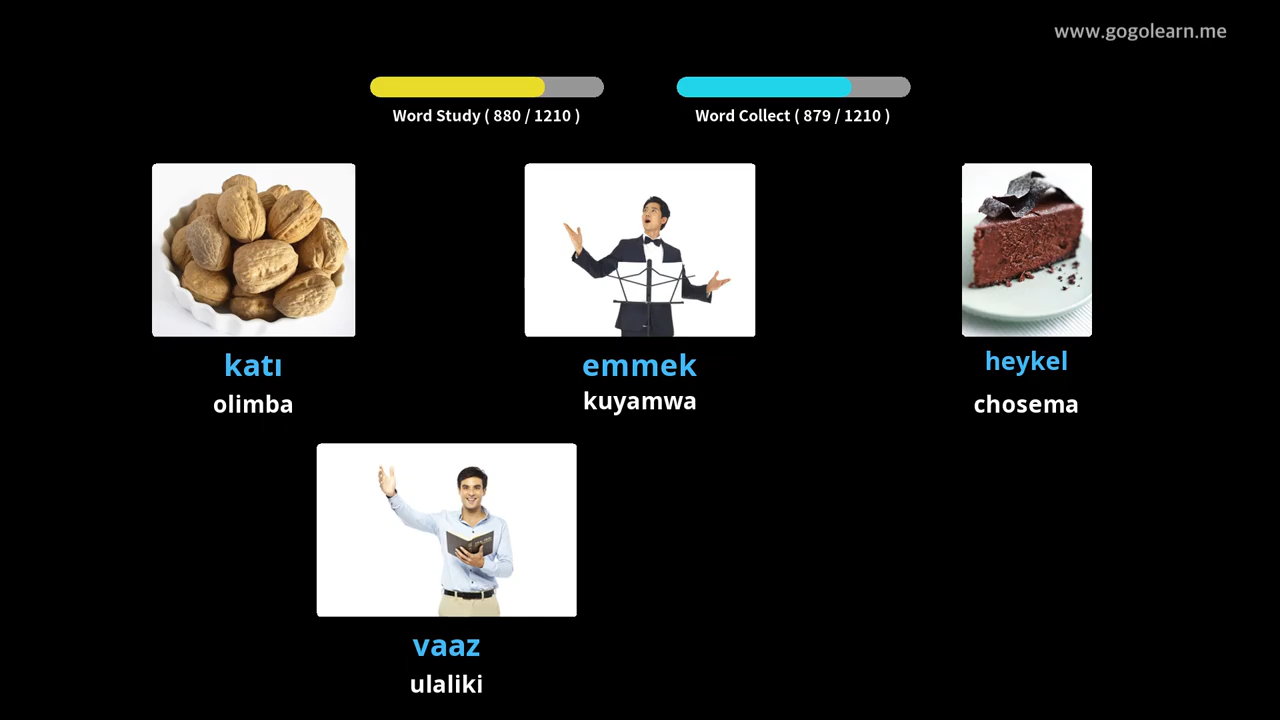 www.gogolearn.me
Word Study ( 880 / 1210 )
Word Collect ( 879 / 1210 )
katı
olimba
emmek
kuyamwa
heykel
chosema
vaaz
ulaliki